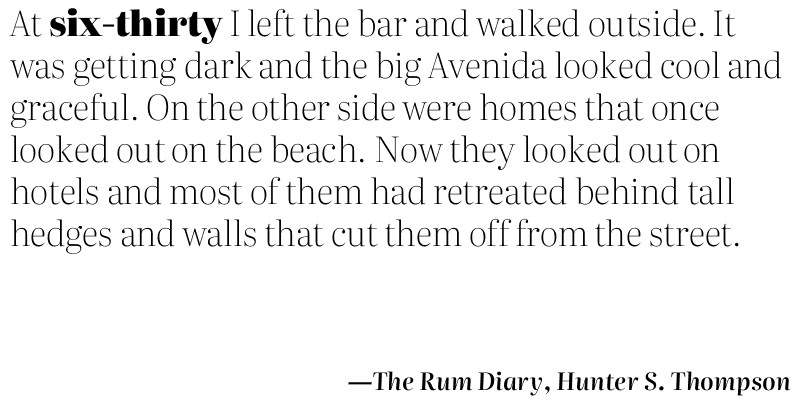 At six-thirty I left the bar and walked outside. It
was getting dark and the big Avenida looked cool and
graceful. On the other side were homes that once
looked out on the beach. Now they looked out on
hotels and most of them had retreated behind tall
hedges and walls that cut them off from the street.
—The Rum Diary, Hunter S. Thompson